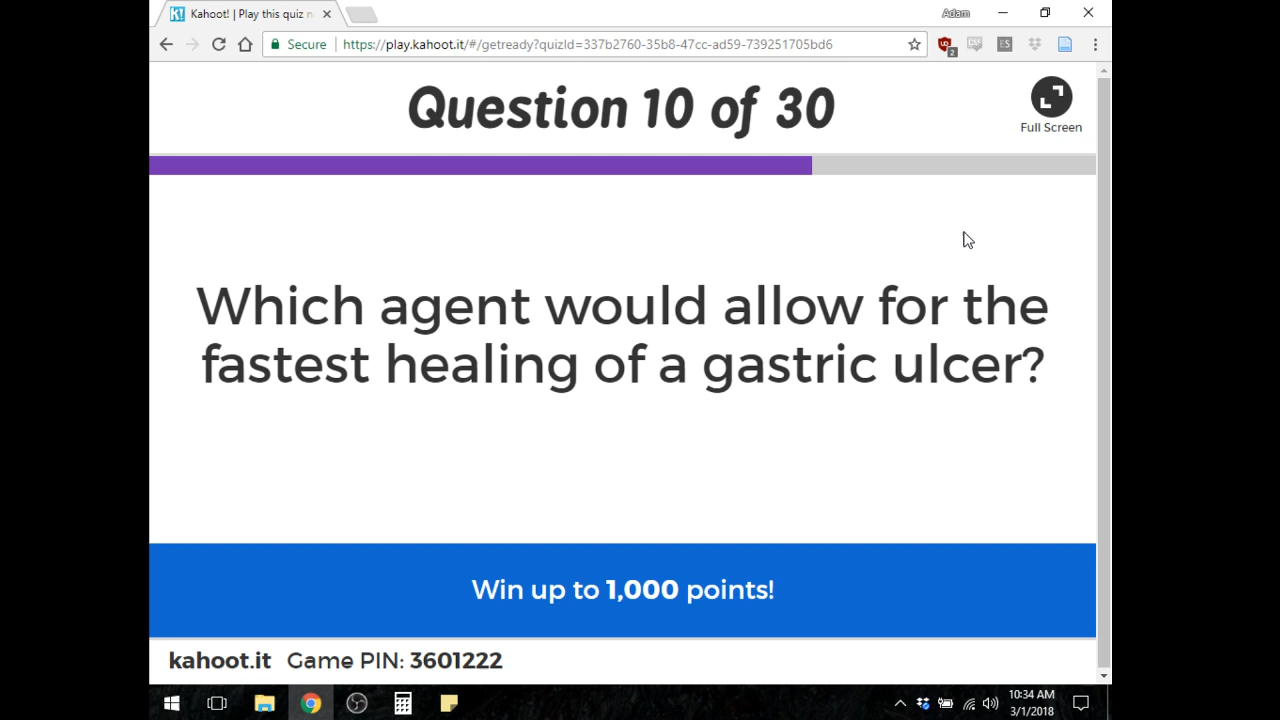 Kahoot! | Play this quiz n
Adam
Secure
https://play.kahoot.it/#/getready?quizId=337b2760-35b8-47cc-ad59-739251705bd6
2
ES
Question 10 of 30
Full Screen
Which agent would allow for the
fastest healing of a gastric ulcer?
Win up to 1,000 points!
kahoot.it Game PIN: 3601222
10:34 AM
3/1/2018